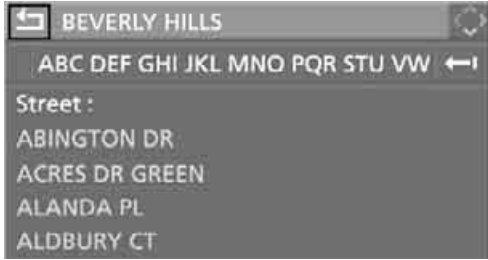 BEVERLY HILLS
ABC DEF GHI JKL MNO PQR STU VW
Street :
ABINGTON DR
ACRES DR GREEN
ALANDA PL
ALDBURY CT